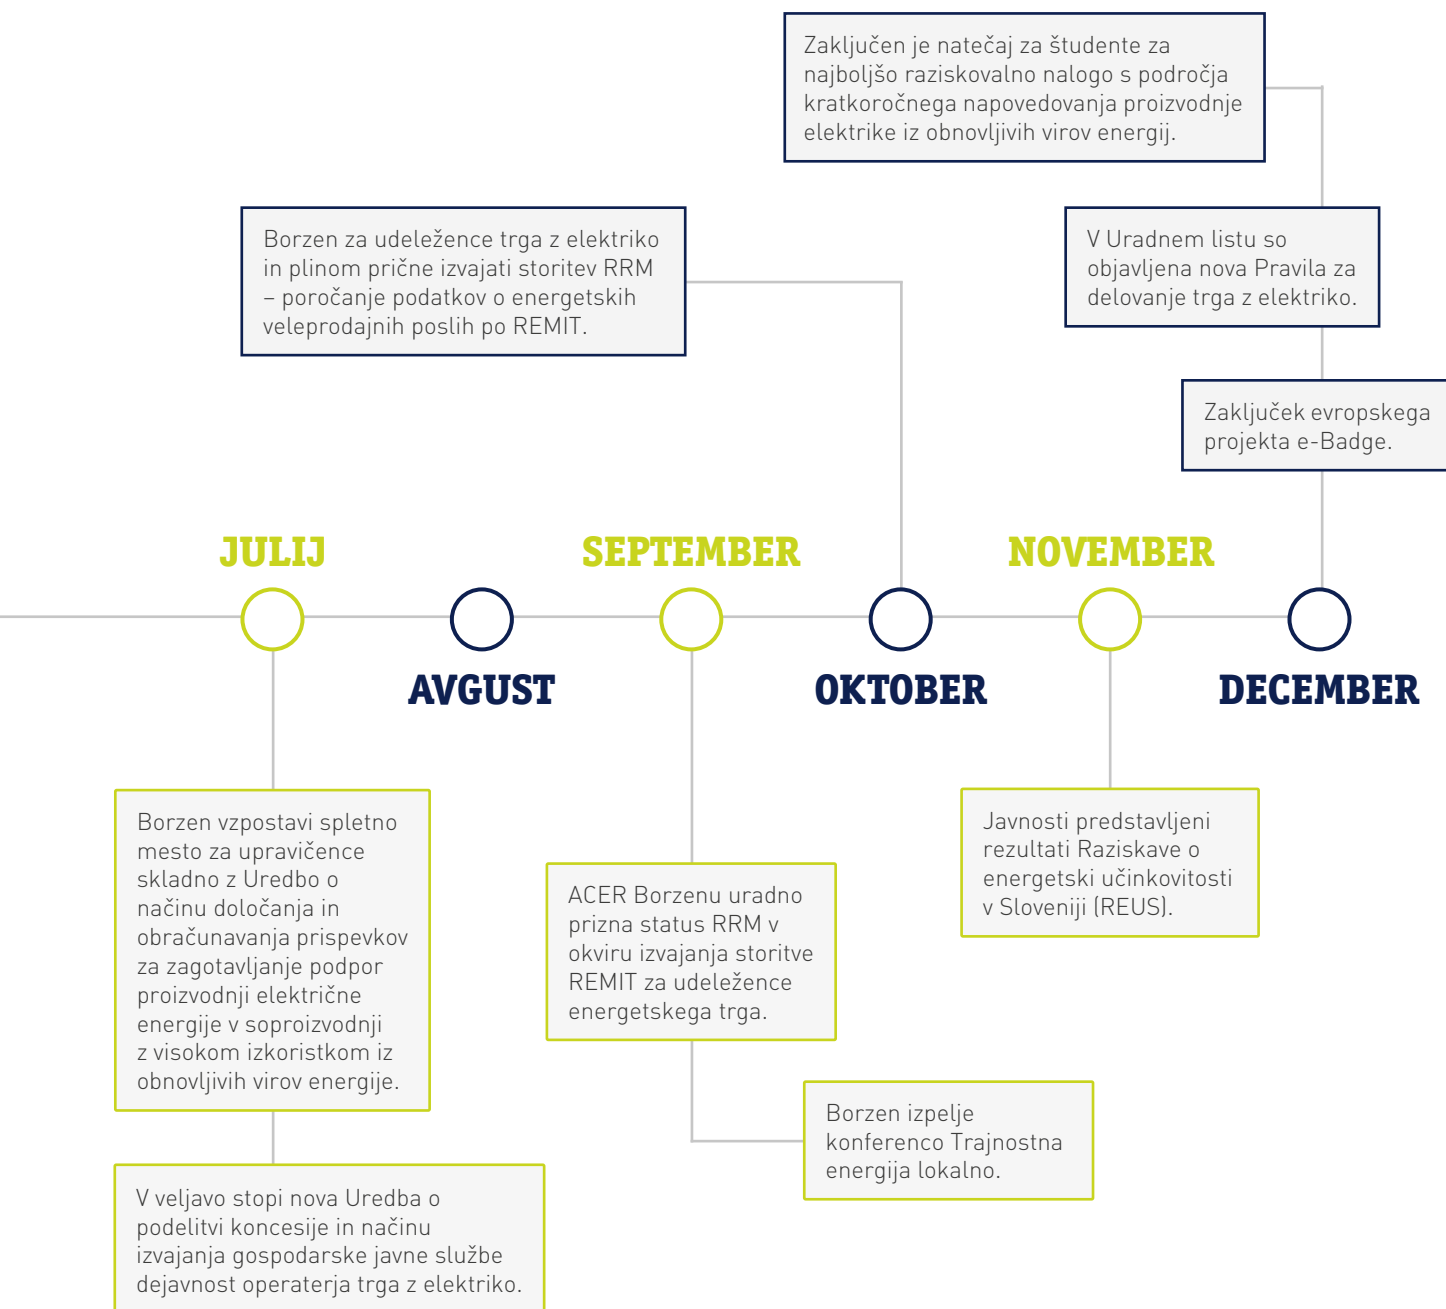 Zaključen je natečaj za študente za
najboljšo raziskovalno nalogo s področja
kratkoročnega napovedovanja proizvodnje
elektrike iz obnovljivih virov energij.
Borzen za udeležence trga z elektriko
in plinom prične izvajati storitev RRM
– poročanje podatkov o energetskih
veleprodajnih poslih po REMIT.
V Uradnem listu so
objavljena nova Pravila za
delovanje trga z elektriko.
Zaključek evropskega
projekta e-Badge.
JULIJ
SEPTEMBER
NOVEMBER
AVGUST
OKTOBER
DECEMBER
Borzen vzpostavi spletno
mesto za upravičence
skladno z Uredbo o
načinu določanja in
obračunavanja prispevkov
za zagotavljanje podpor
proizvodnji električne
energije v soproizvodnji
z visokom izkoristkom iz
obnovljivih virov energije.
ACER Borzenu uradno
prizna status RRM v
okviru izvajanja storitve
REMIT za udeležence
energetskega trga.
Javnosti predstavljeni
rezultati Raziskave o
energetski učinkovitosti
v Sloveniji (REUS).
Borzen izpelje
konferenco Trajnostna
energija lokalno.
V veljavo stopi nova Uredba o
podelitvi koncesije in načinu
izvajanja gospodarske javne službe
dejavnost operaterja trga z elektriko.